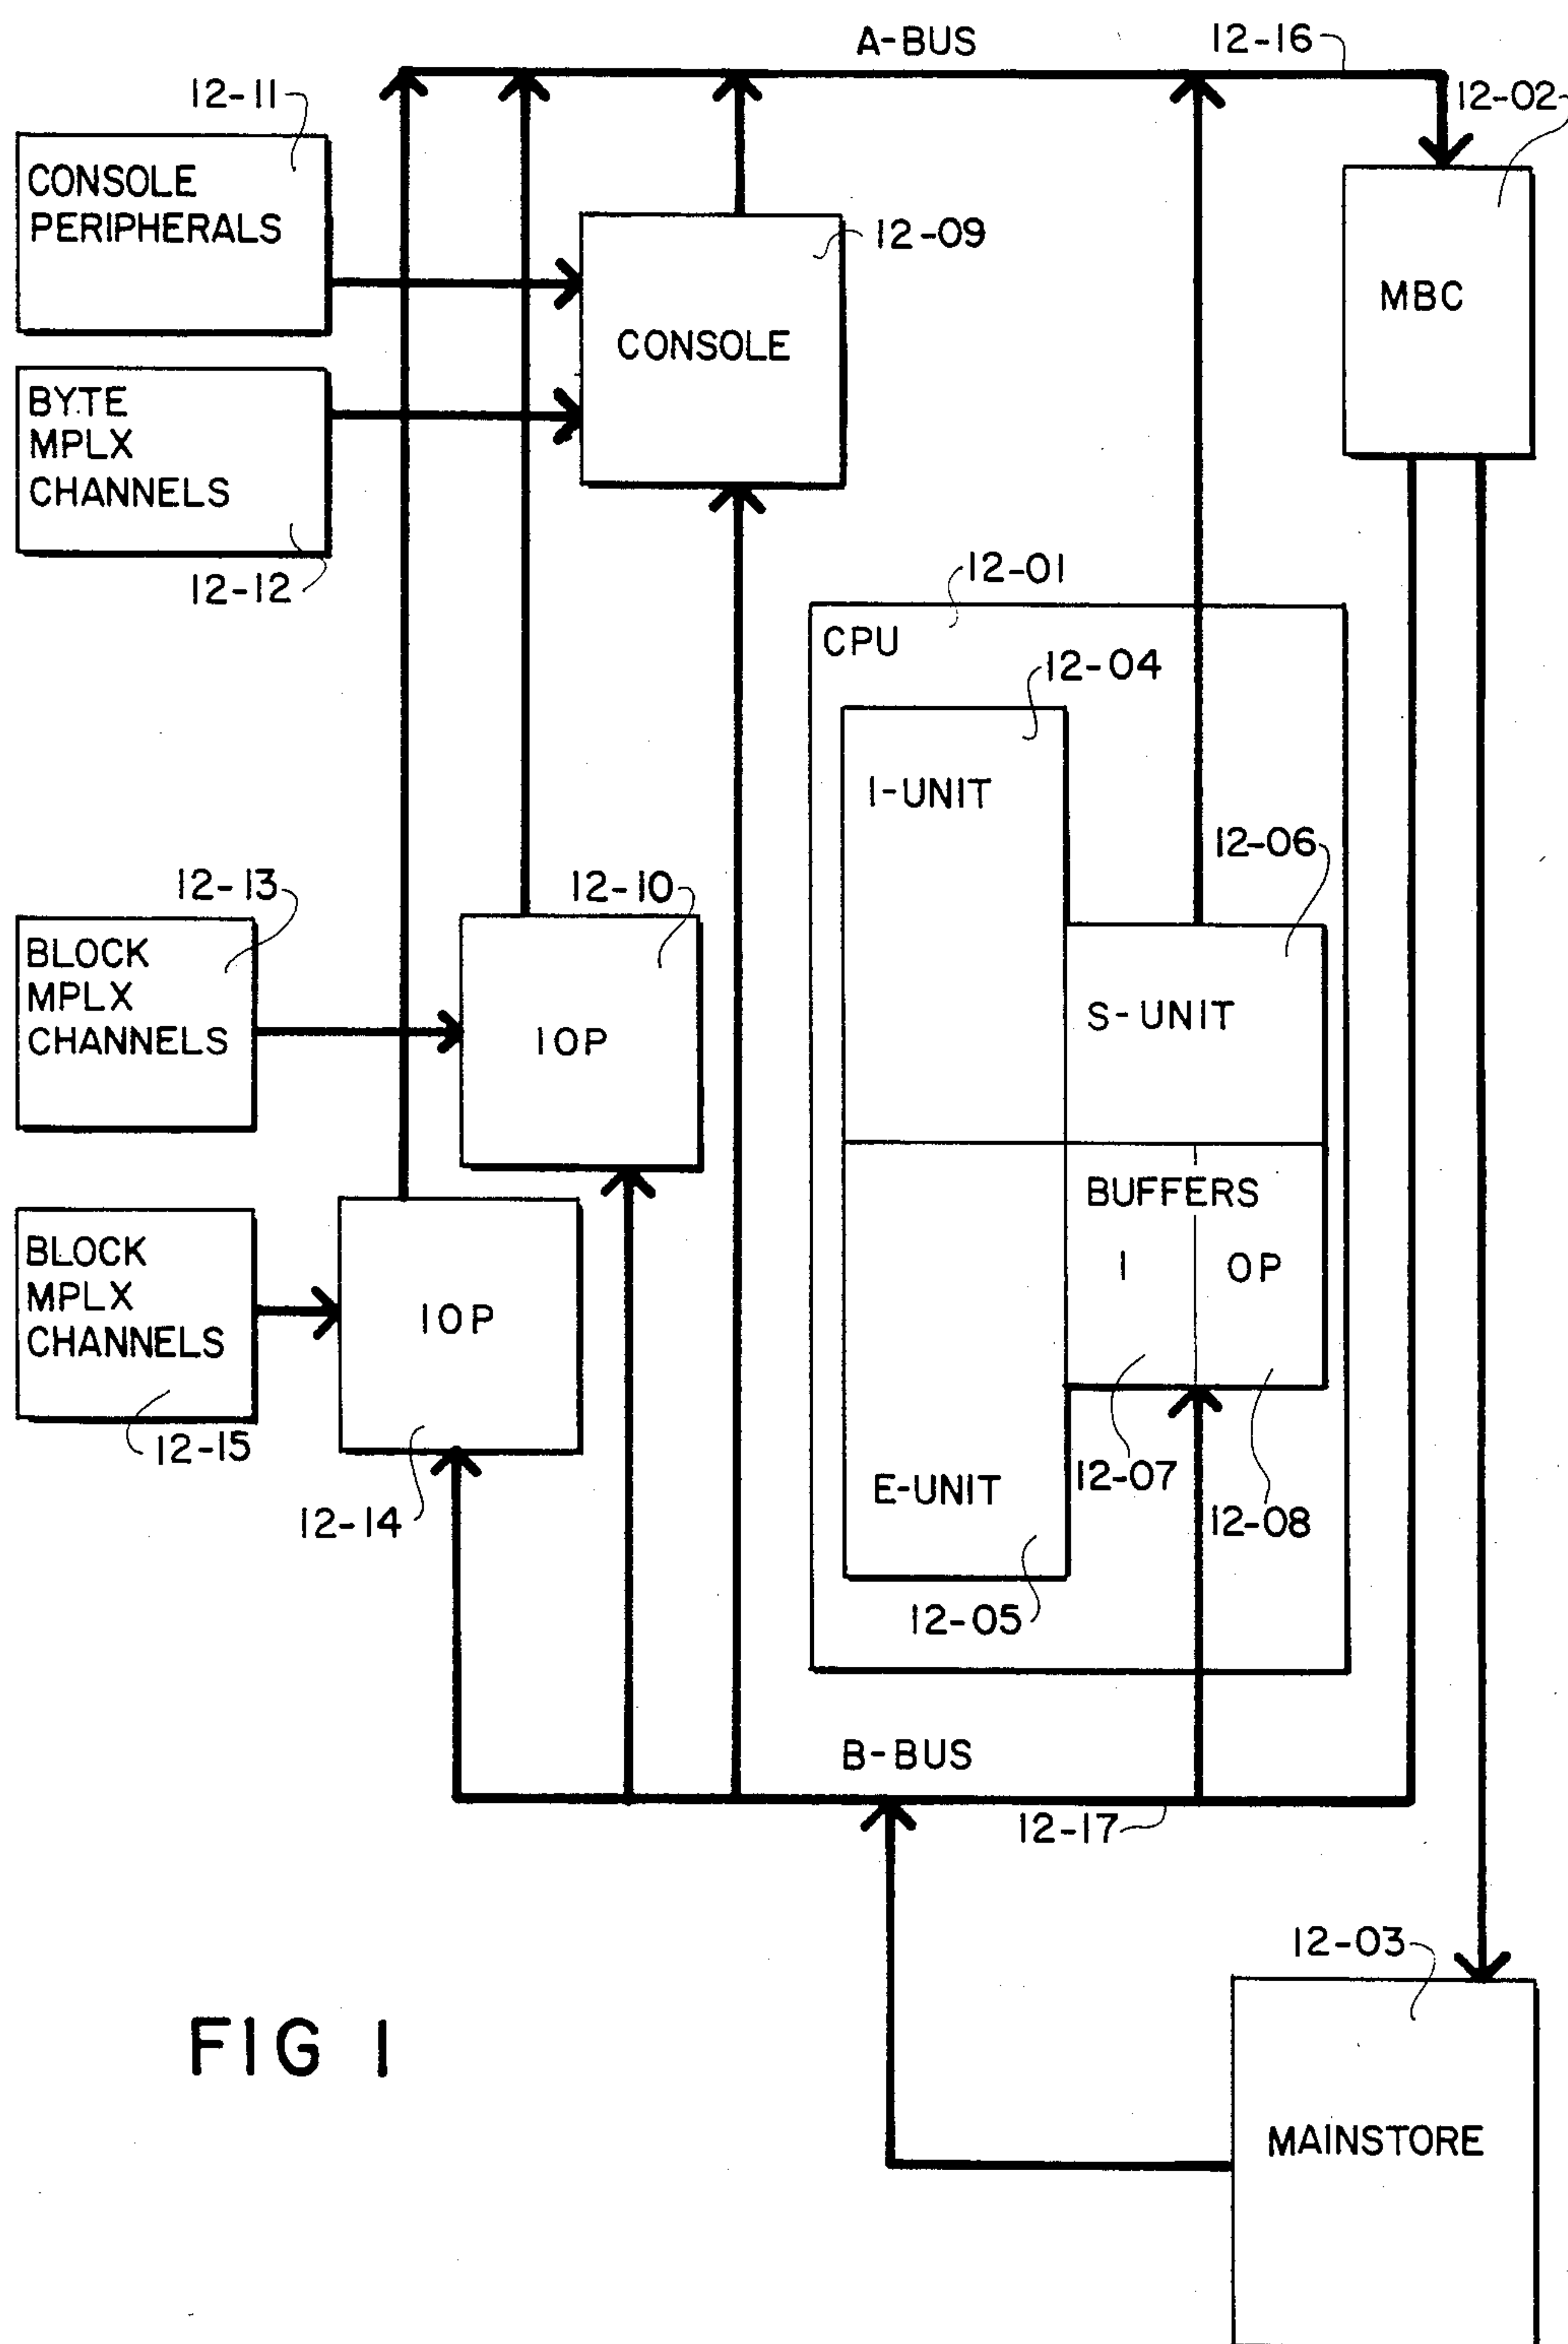 A-BUS
12-16
12-02
12-11
CONSOLE
PERIPHERALS
12-09
CONSOLE
MBC
BYTE
MPLX
CHANNELS
12-12
12-01
CPU
12-04
I-UNIT
12-06
S-UNIT
12-13
12-10
BLOCK
MPLX
CHANNELS
IOP
BUFFERS
I
OP
BLOCK
MPLX
CHANNELS
IOP
12-15
12-14
12-07
12-08
E-UNIT
12-05
B-BUS
12-17
12-03
MAINSTORE
FIG 1